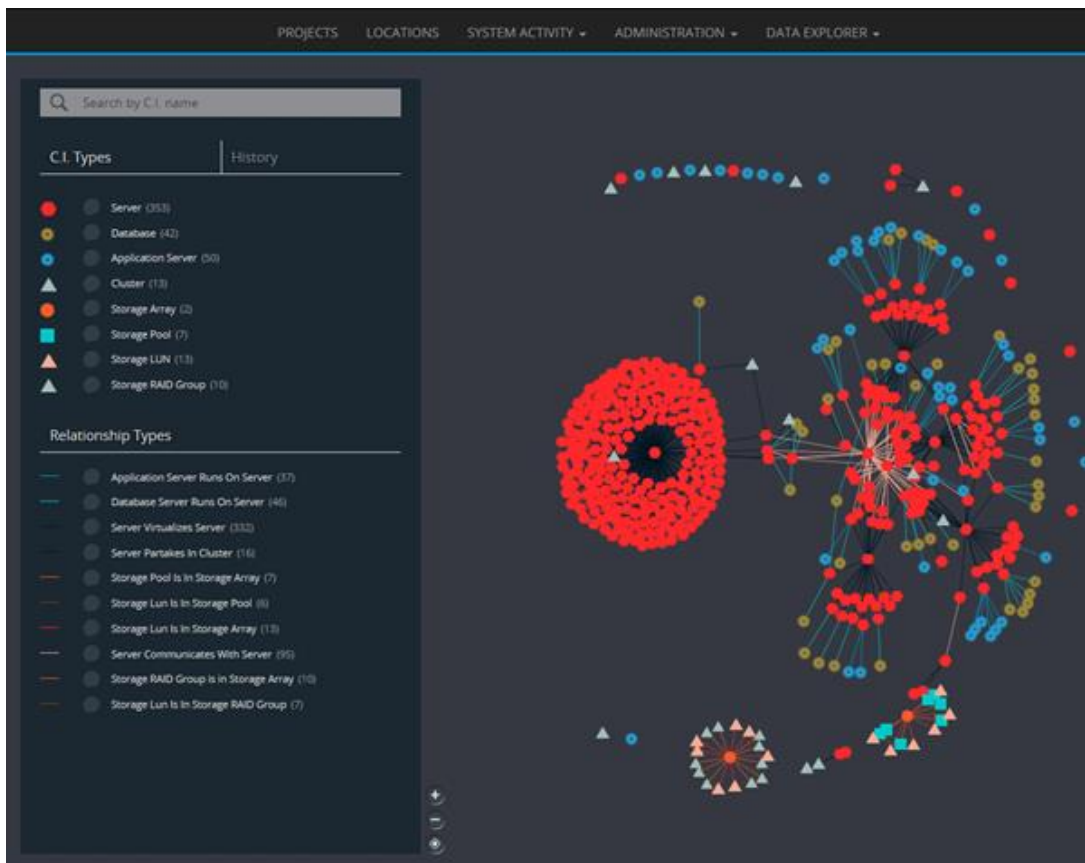 PROJECTS LOCATIONS SYSTEM ACTIVITY ADMINISTRATION DATA EXPLORER
Search by C.I. name
C.I. Types History
Server (353)
Database (42)
Application Server (50)
Cluster (13)
Storage Array (2)
Storage Pool (7)
Storage LUN (13)
Storage RAID Group (10)
Relationship Types
Application Server Runs On Server (37)
Database Server Runs On Server (46)
Server Virtualizes Server (332)
Server Partakes In Cluster (16)
Storage Pool Is In Storage Array (7)
Storage Lun Is In Storage Pool (6)
Storage Lun Is In Storage Array (13)
Server Communicates With Server (95)
Storage RAID Group is in Storage Array (10)
Storage Lun Is In Storage RAID Group (7)